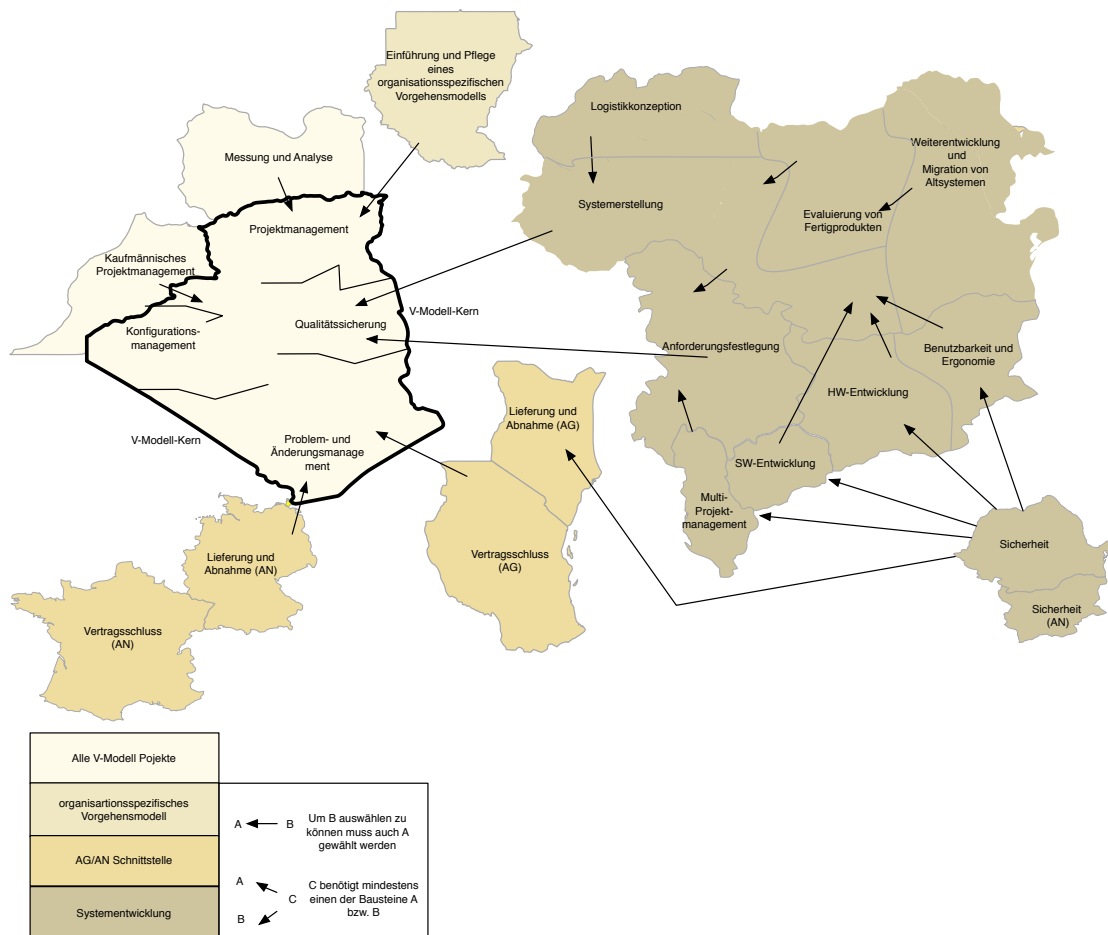 Einführung und Pflege
eines
organisationsspezifischen
Vorgehensmodells
Messung und Analyse
Projektmanagement
Kaufmännisches
Projektmanagement
Konfigurations-
management
Qualitätssicherung
V-Modell-Kern
V-Modell-Kern
Problem- und
Änderungsmanage
ment
Lieferung und
Abnahme (AN)
Vertragsschluss
(AN)
Lieferung und
Abnahme (AG)
Vertragsschluss
(AG)
Logistikkonzeption
Systemerstellung
Weiterentwicklung
und
Migration von
Altsystemen
Evaluierung von
Fertigprodukten
Anforderungsfestlegung
Benutzbarkeit und
Ergonomie
HW-Entwicklung
SW-Entwicklung
Multi-
Projekt-
management
Sicherheit
Sicherheit
(AN)
Alle V-Modell Pojekte
organisartionsspezifisches
Vorgehensmodell
AG/AN Schnittstelle
Systementwicklung
A
B
Um B auswählen zu
können muss auch A
gewählt werden
A
C
B
C benötigt mindestens
einen der Bausteine A
bzw. B